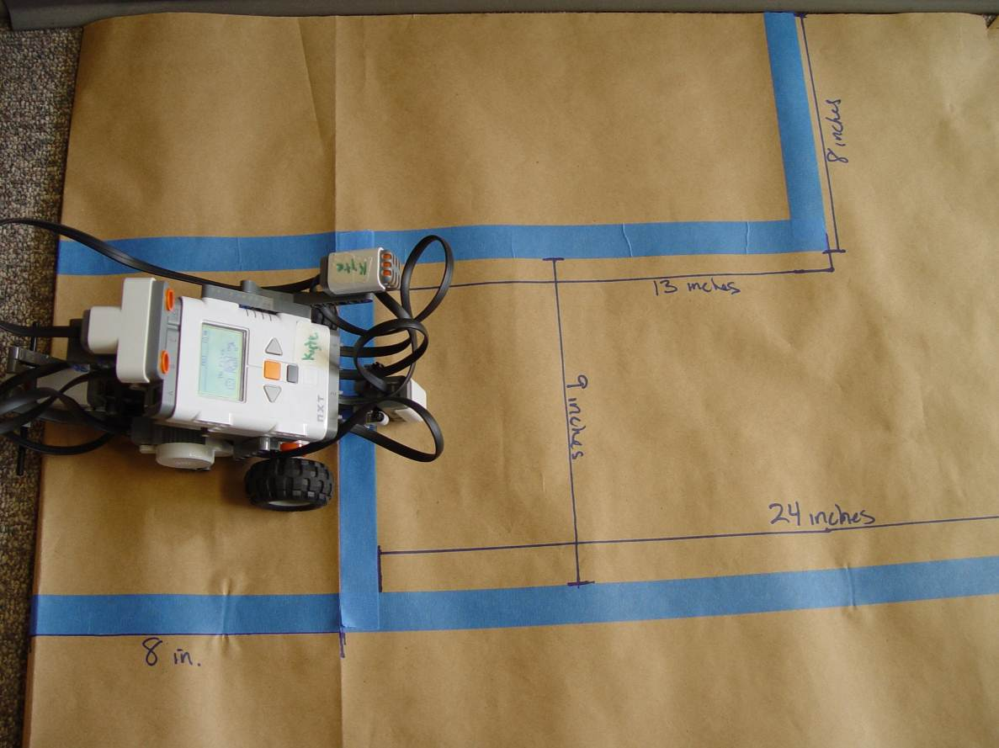 8 inches
Kyte
13 inches
Kyte
NXT
9 inches
24 inches
8 in.